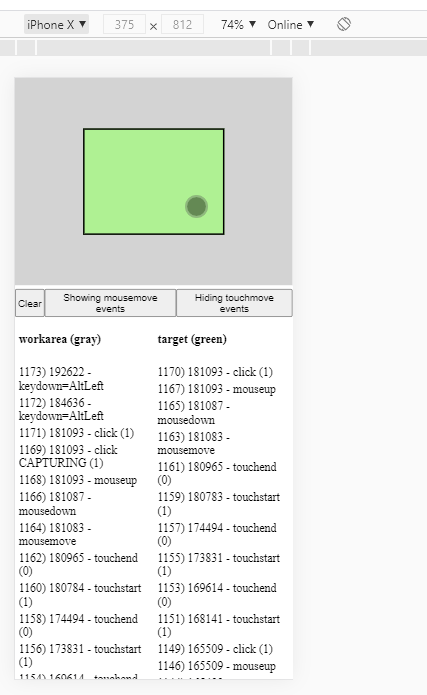 iPhone X ▼ 375 × 812 74% ▼ Online ▼
Clear
Showing mousemove
events
Hiding touchmove
events
workarea (gray)
1173) 192622 -
keydown=AltLeft
1172) 184636 -
keydown=AltLeft
1171) 181093 - click (1)
1169) 181093 - click
CAPTURING (1)
1168) 181093 - mouseup
1166) 181087 -
mousedown
1164) 181083 -
mousemove
1162) 180965 - touchend
(0)
1160) 180784 - touchstart
(1)
1158) 174494 - touchend
(0)
1156) 173831 - touchstart
(1)
1154) 169614 - touchend
target (green)
1170) 181093 - click (1)
1167) 181093 - mouseup
1165) 181087 -
mousedown
1163) 181083 -
mousemove
1161) 180965 - touchend
(0)
1159) 180783 - touchstart
(1)
1157) 174494 - touchend
(0)
1155) 173831 - touchstart
(1)
1153) 169614 - touchend
(0)
1151) 168141 - touchstart
(1)
1149) 165509 - click (1)
1146) 165509 - mouseup